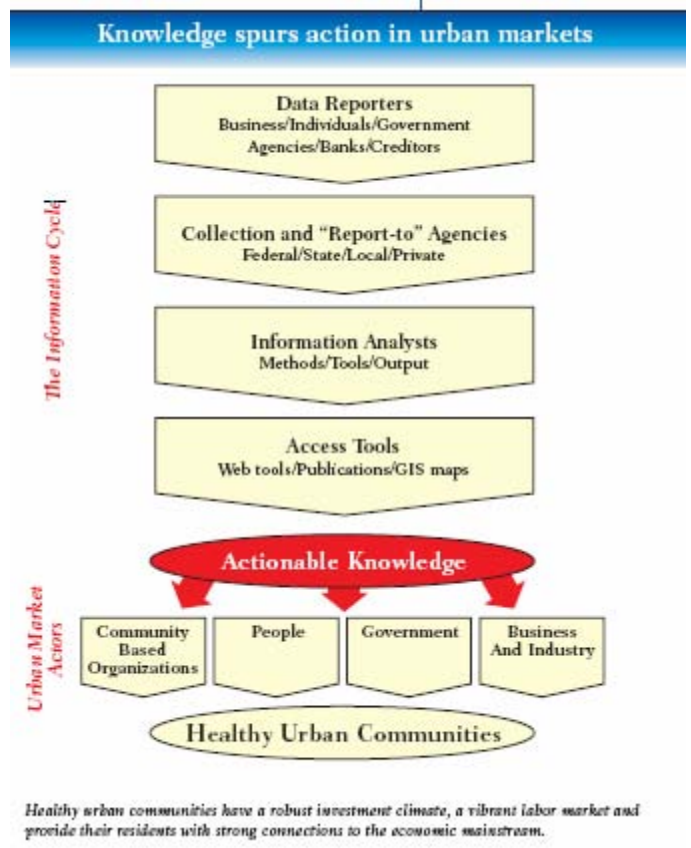 Knowledge spurs action in urban markets
Data Reporters
Business/Individuals/Government
Agencies/Banks/Creditors
The Information Cycle
Collection and “Report-to” Agencies
Federal/State/Local/Private
Information Analysts
Methods/Tools/Output
Access Tools
Web tools/Publications/GIS maps
Actionable Knowledge
Urban Market
Actors
Community
Based
Organizations
People
Government
Business
And Industry
Healthy Urban Communities
Healthy urban communities have a robust investment climate, a vibrant labor market and
provide their residents with strong connections to the economic mainstream.